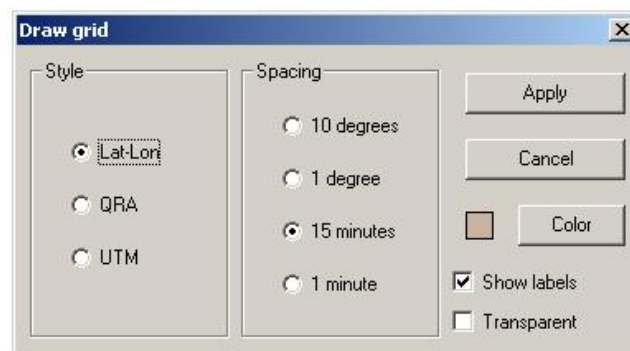 Draw grid
Style
Lat-Lon
QRA
UTM
Spacing
10 degrees
1 degree
15 minutes
1 minute
Apply
Cancel
Color
Show labels
Transparent